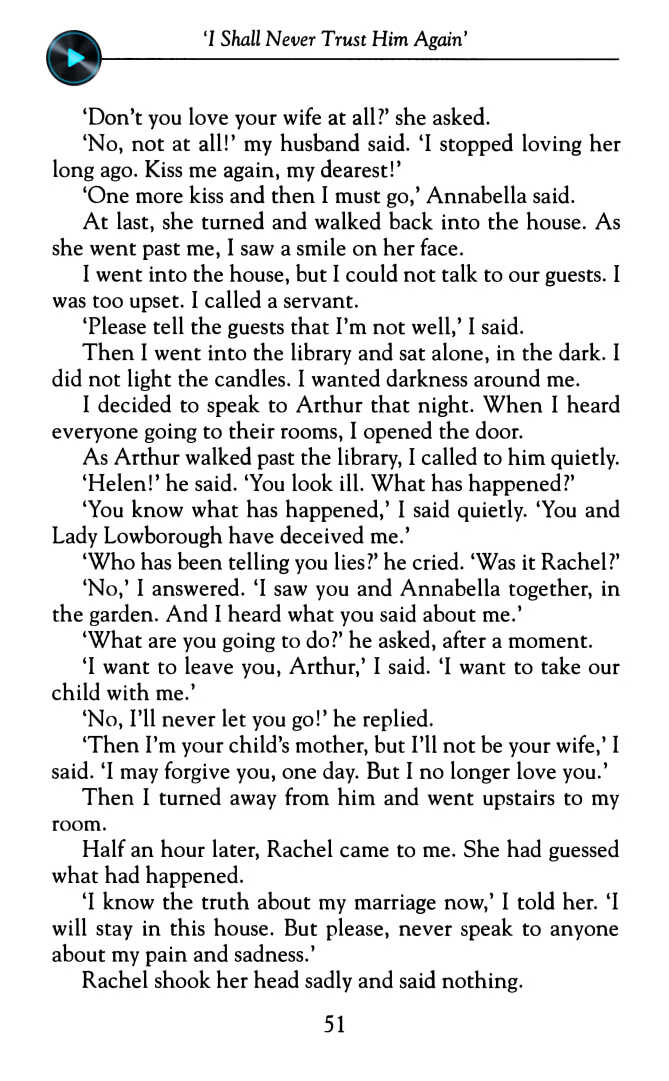 ‘I Shall Never Trust Him Again’
‘Don’t you love your wife at all?’ she asked.
‘No, not at all!’ my husband said. ‘I stopped loving her
long ago. Kiss me again, my dearest!’
‘One more kiss and then I must go,’ Annabella said.
At last, she turned and walked back into the house. As
she went past me, I saw a smile on her face.
I went into the house, but I could not talk to our guests. I
was too upset. I called a servant.
‘Please tell the guests that I’m not well,’ I said.
Then I went into the library and sat alone, in the dark. I
did not light the candles. I wanted darkness around me.
I decided to speak to Arthur that night. When I heard
everyone going to their rooms, I opened the door.
As Arthur walked past the library, I called to him quietly.
‘Helen!’ he said. ‘You look ill. What has happened?’
‘You know what has happened,’ I said quietly. ‘You and
Lady Lowborough have deceived me.’
‘Who has been telling you lies?’ he cried. ‘Was it Rachel?’
‘No,’ I answered. ‘I saw you and Annabella together, in
the garden. And I heard what you said about me.’
‘What are you going to do?’ he asked, after a moment.
‘I want to leave you, Arthur,’ I said. ‘I want to take our
child with me.’
‘No, I’ll never let you go!’ he replied.
‘Then I’m your child’s mother, but I’ll not be your wife,’ I
said. ‘I may forgive you, one day. But I no longer love you.’
Then I turned away from him and went upstairs to my
room.
Half an hour later, Rachel came to me. She had guessed
what had happened.
‘I know the truth about my marriage now,’ I told her. ‘I
will stay in this house. But please, never speak to anyone
about my pain and sadness.’
Rachel shook her head sadly and said nothing.
51